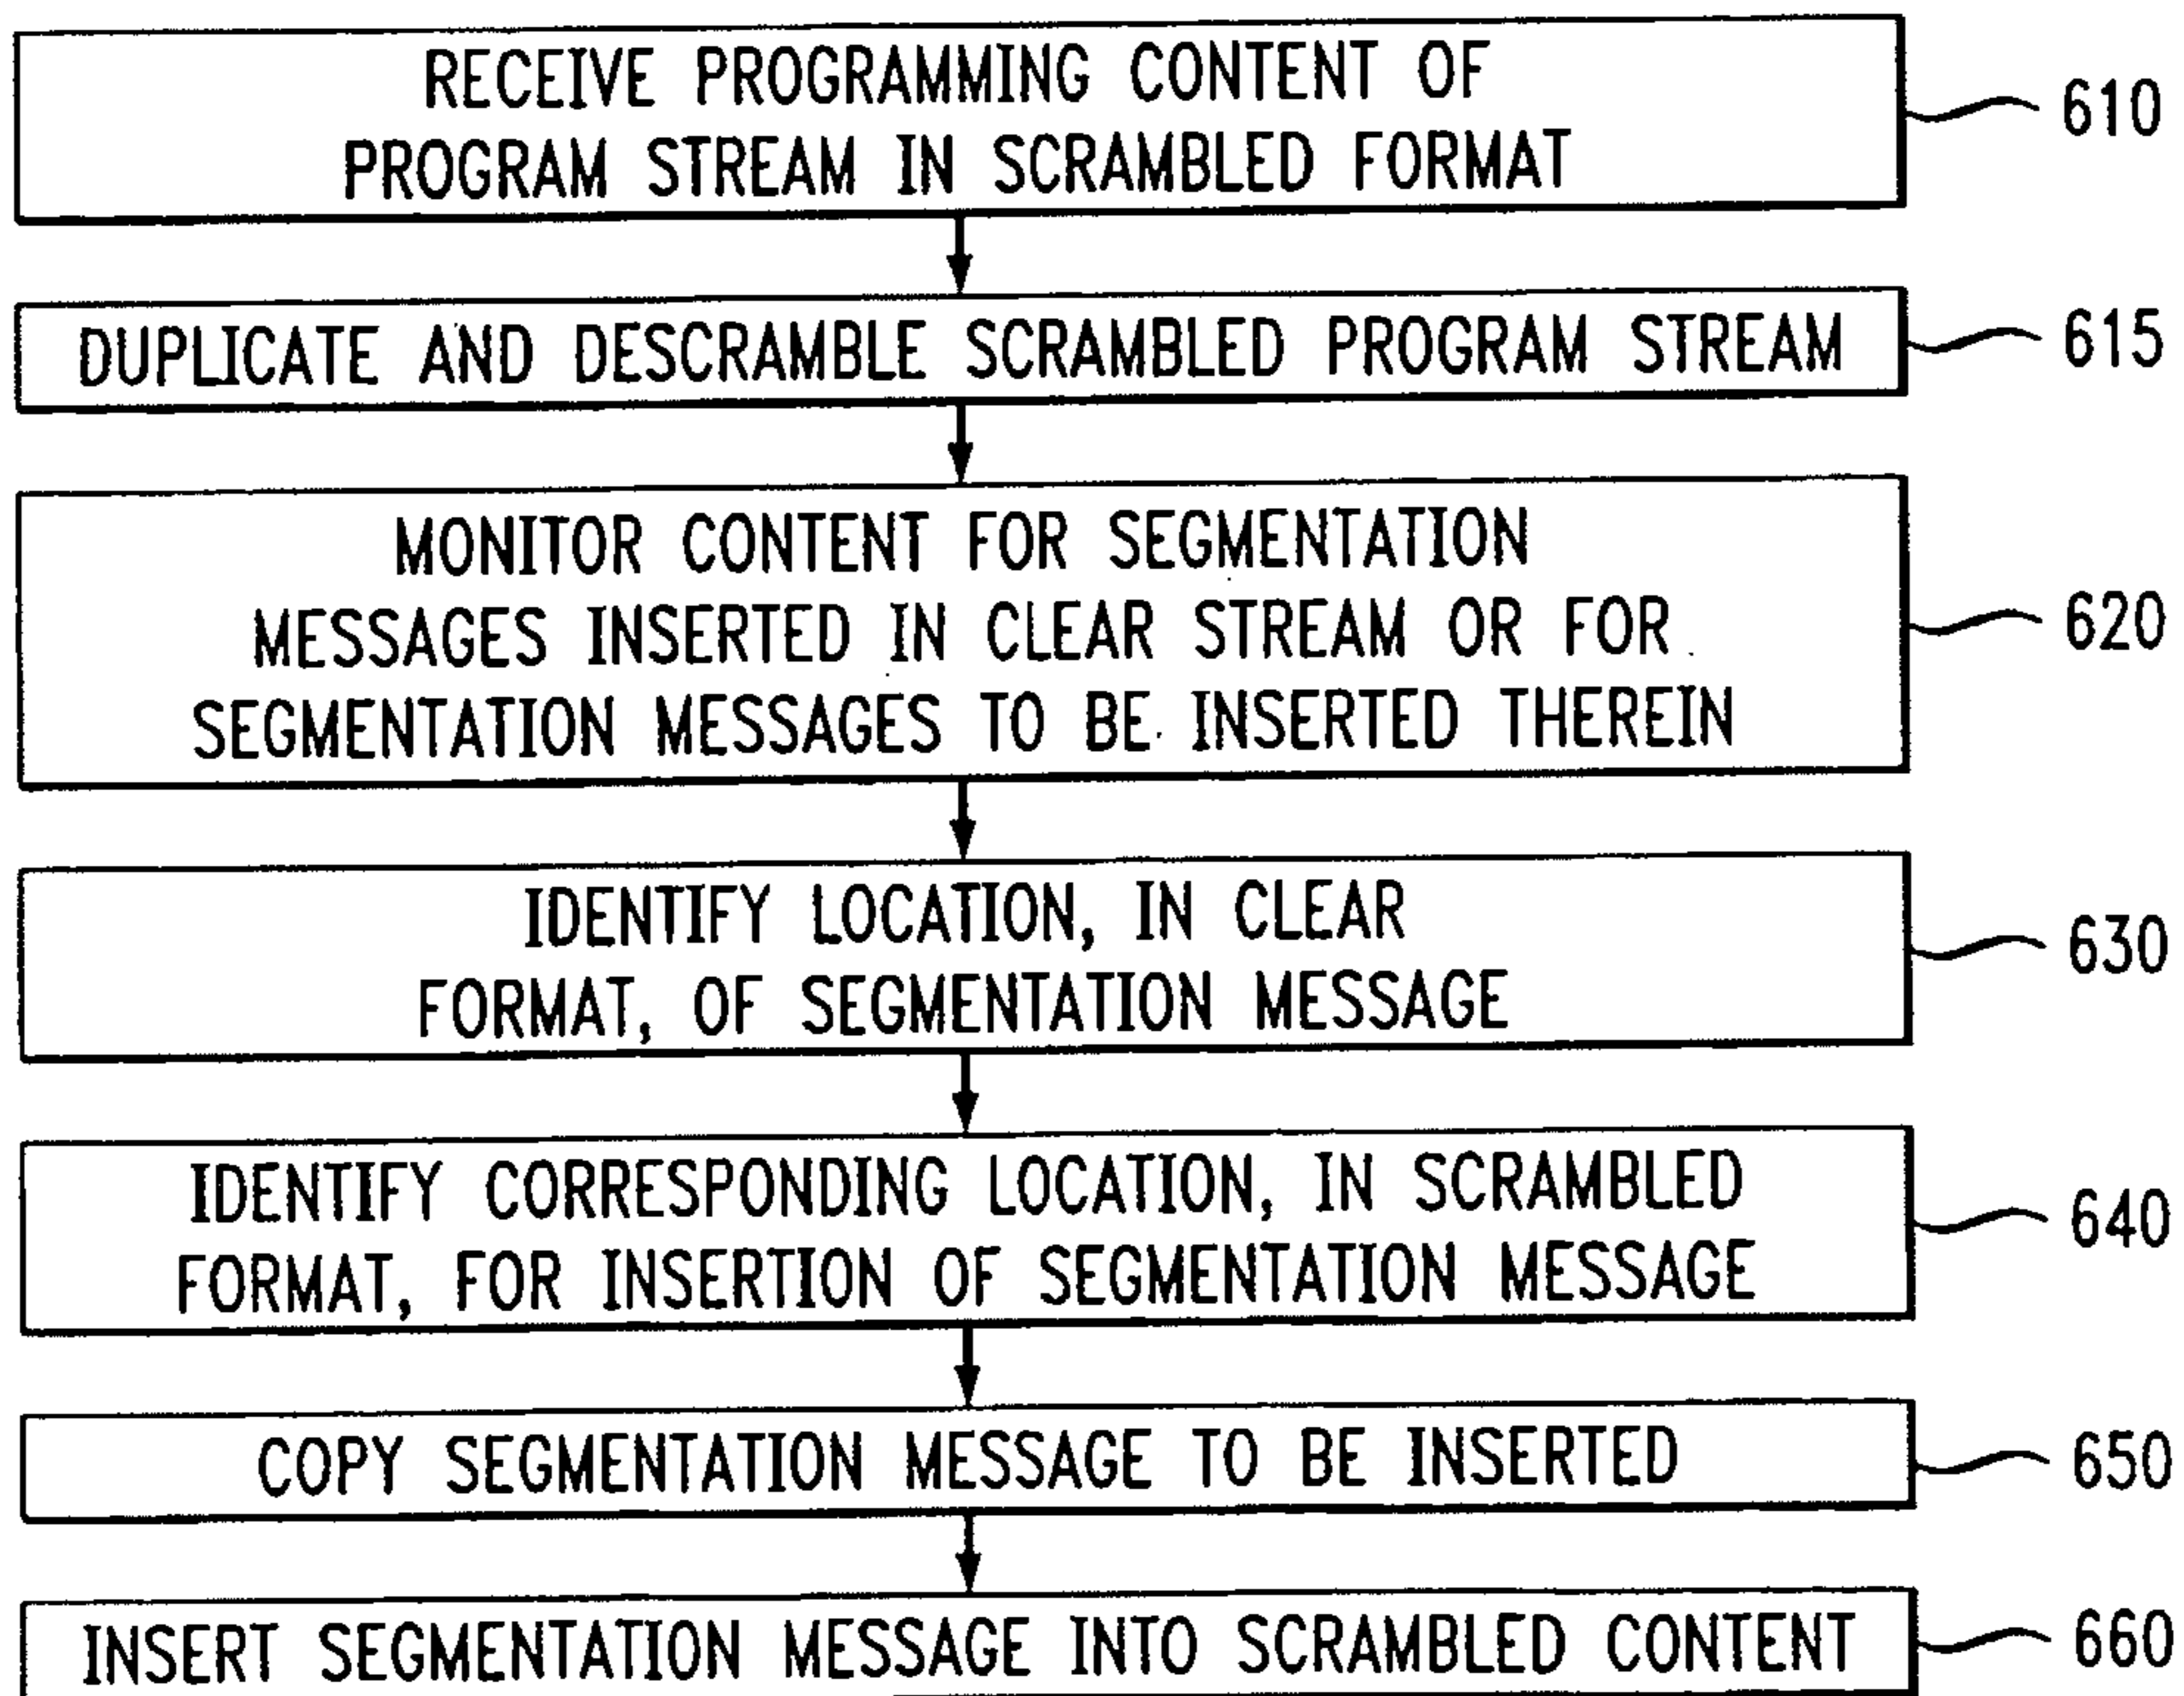 RECEIVE PROGRAMMING CONTENT OF
PROGRAM STREAM IN SCRAMBLED FORMAT
610
DUPLICATE AND DESCRAMBLE SCRAMBLED PROGRAM STREAM
615
MONITOR CONTENT FOR SEGMENTATION
MESSAGES INSERTED IN CLEAR STREAM OR FOR
SEGMENTATION MESSAGES TO BE INSERTED THEREIN
620
IDENTIFY LOCATION, IN CLEAR
FORMAT, OF SEGMENTATION MESSAGE
630
IDENTIFY CORRESPONDING LOCATION, IN SCRAMBLED
FORMAT, FOR INSERTION OF SEGMENTATION MESSAGE
640
COPY SEGMENTATION MESSAGE TO BE INSERTED
650
INSERT SEGMENTATION MESSAGE INTO SCRAMBLED CONTENT
660